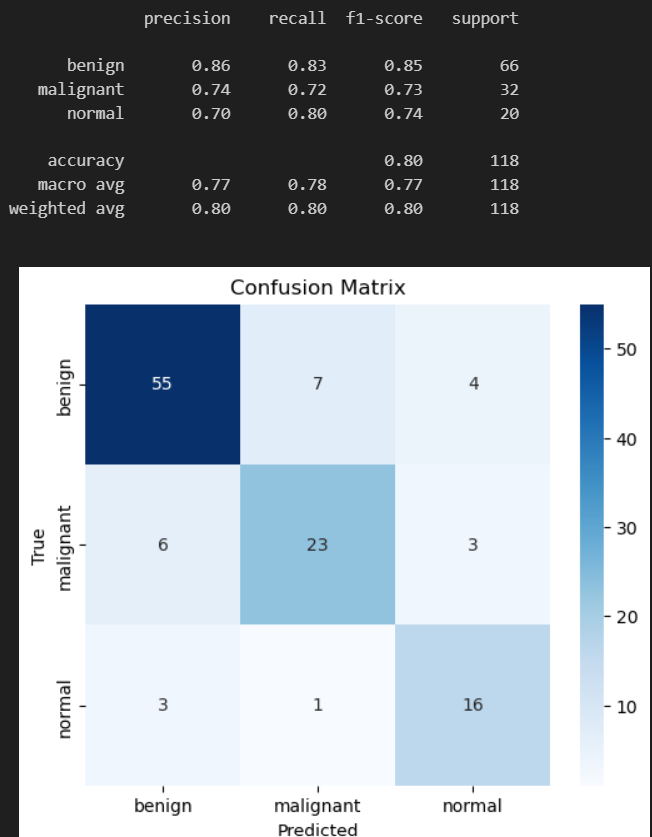 precision recall f1-score support
benign 0.86 0.83 0.85 66
malignant 0.74 0.72 0.73 32
normal 0.70 0.80 0.74 20
accuracy 0.80 118
macro avg 0.77 0.78 0.77 118
weighted avg 0.80 0.80 0.80 118
Confusion Matrix
benign 55 7 4
malignant 6 23 3
normal 3 1 16
True
benign malignant normal
Predicted
50
40
30
20
10